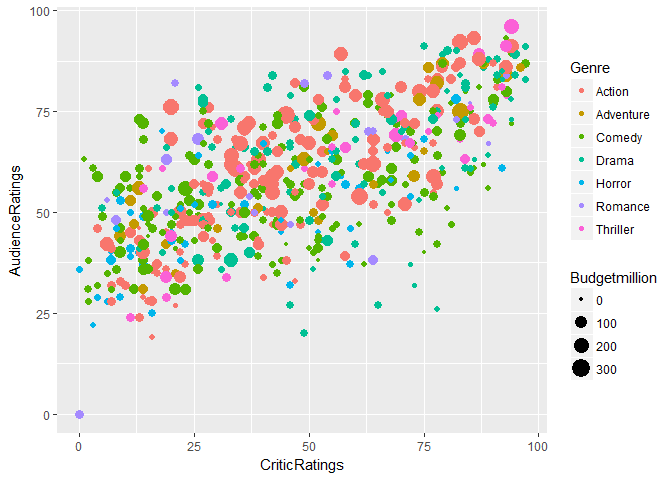 100
75
50
25
0
AudienceRatings
0 25 50 75 100
CriticRatings
Genre
Action
Adventure
Comedy
Drama
Horror
Romance
Thriller
Budgetmillion
0
100
200
300